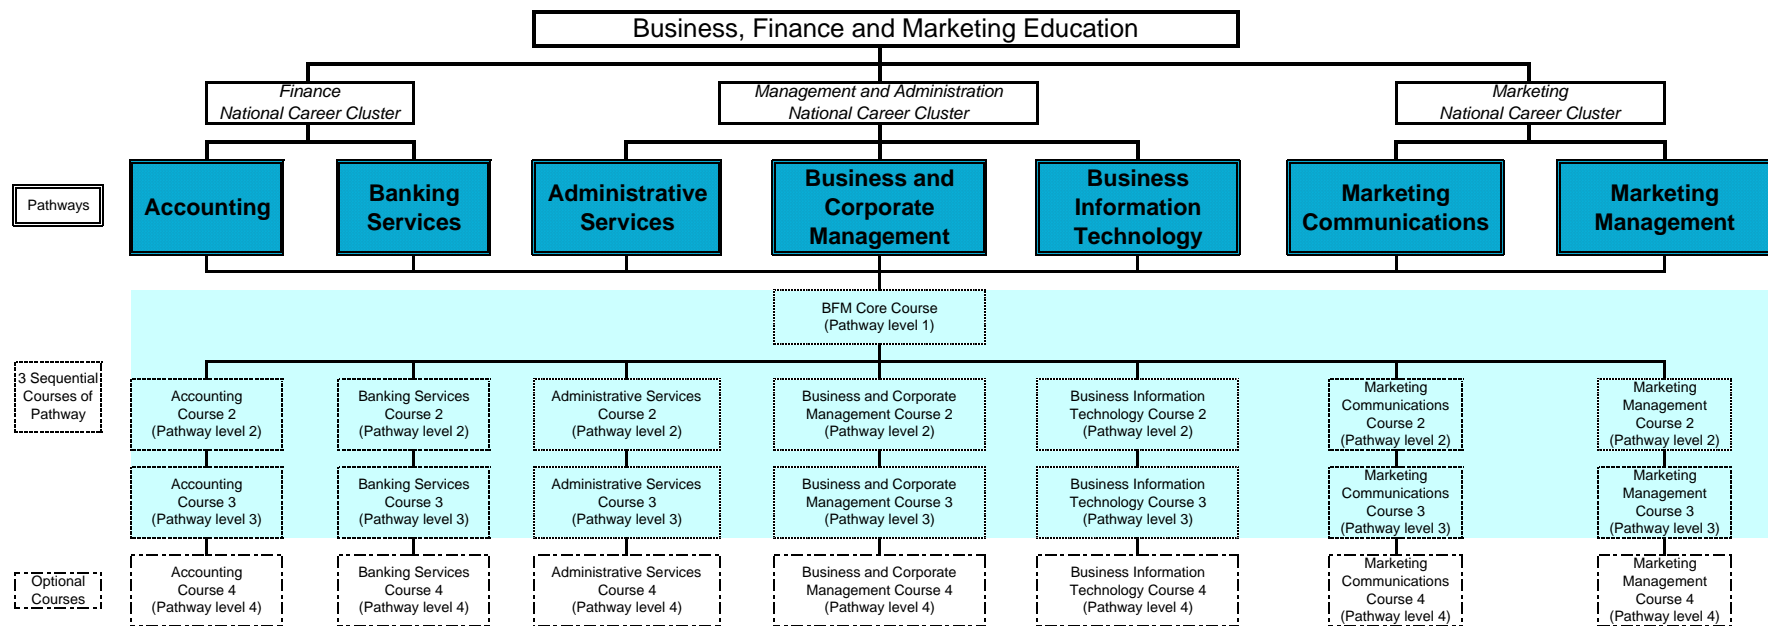 Business, Finance and Marketing Education
Finance
National Career Cluster
Management and Administration
National Career Cluster
Marketing
National Career Cluster
Pathways
Accounting
Banking
Services
Administrative
Services
Business and
Corporate
Management
Business
Information
Technology
Marketing
Communications
Marketing
Management
BFM Core Course
(Pathway level 1)
3 Sequential
Courses of
Pathway
Accounting
Course 2
(Pathway level 2)
Banking Services
Course 2
(Pathway level 2)
Administrative Services
Course 2
(Pathway level 2)
Business and Corporate
Management Course 2
(Pathway level 2)
Business Information
Technology Course 2
(Pathway level 2)
Marketing
Communications
Course 2
(Pathway level 2)
Marketing
Management
Course 2
(Pathway level 2)
Accounting
Course 3
(Pathway level 3)
Banking Services
Course 3
(Pathway level 3)
Administrative Services
Course 3
(Pathway level 3)
Business and Corporate
Management Course 3
(Pathway level 3)
Business Information
Technology Course 3
(Pathway level 3)
Marketing
Communications
Course 3
(Pathway level 3)
Marketing
Management
Course 3
(Pathway level 3)
Optional
Courses
Accounting
Course 4
(Pathway level 4)
Banking Services
Course 4
(Pathway level 4)
Administrative Services
Course 4
(Pathway level 4)
Business and Corporate
Management Course 4
(Pathway level 4)
Business Information
Technology Course 4
(Pathway level 4)
Marketing
Communications
Course 4
(Pathway level 4)
Marketing
Management
Course 4
(Pathway level 4)